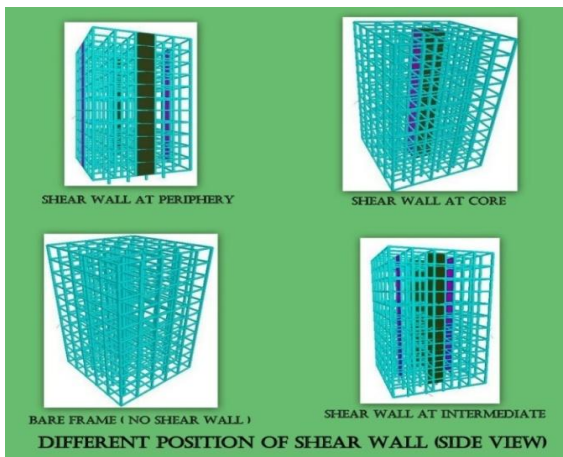 SHEAR WALL AT PERIPHERY
SHEAR WALL AT CORE
BARE FRAME ( NO SHEAR WALL )
SHEAR WALL AT INTERMEDIATE
DIFFERENT POSITION OF SHEAR WALL (SIDE VIEW)